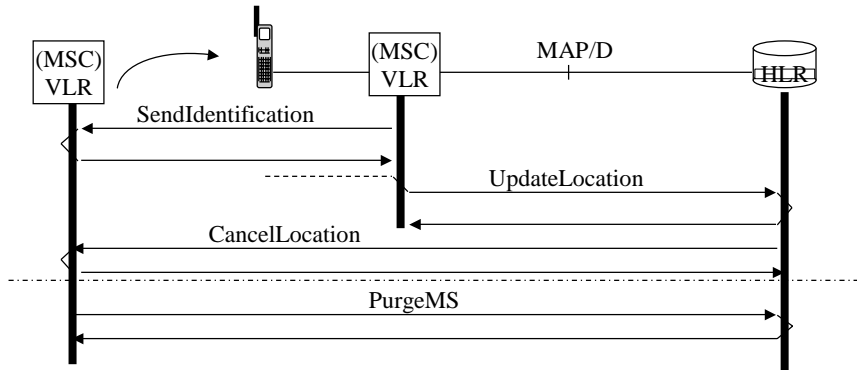 (MSC)
VLR
(MSC)
VLR
MAP/D
HLR
SendIdentification
UpdateLocation
CancelLocation
PurgeMS